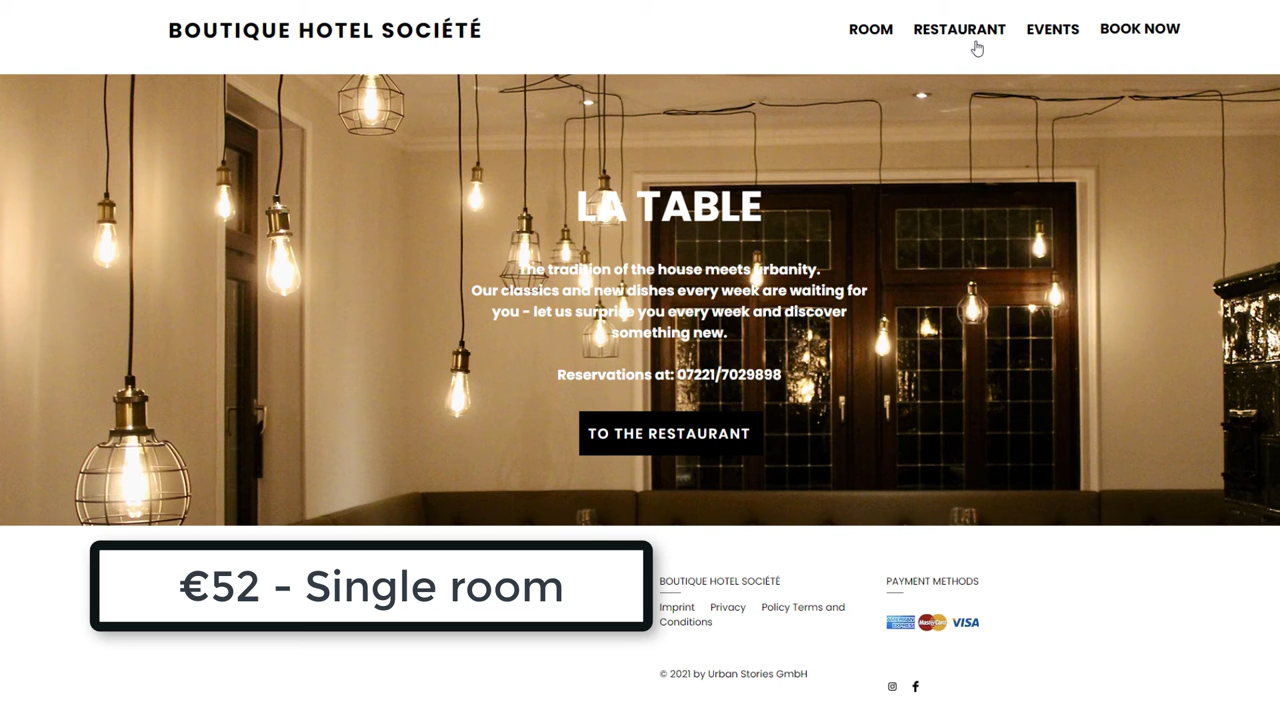 BOUTIQUE HOTEL SOCIÉTÉ
ROOM RESTAURANT EVENTS BOOK NOW
LA TABLE
The tradition of the house meets urbanity.
Our classics and new dishes every week are waiting for
you - let us surprise you every week and discover
something new.
Reservations at: 07221/7029898
TO THE RESTAURANT
€52 - Single room
BOUTIQUE HOTEL SOCIÉTÉ
Imprint Privacy Policy Terms and
Conditions
© 2021 by Urban Stories GmbH
PAYMENT METHODS
AMERICAN EXPRESS MasterCard VISA